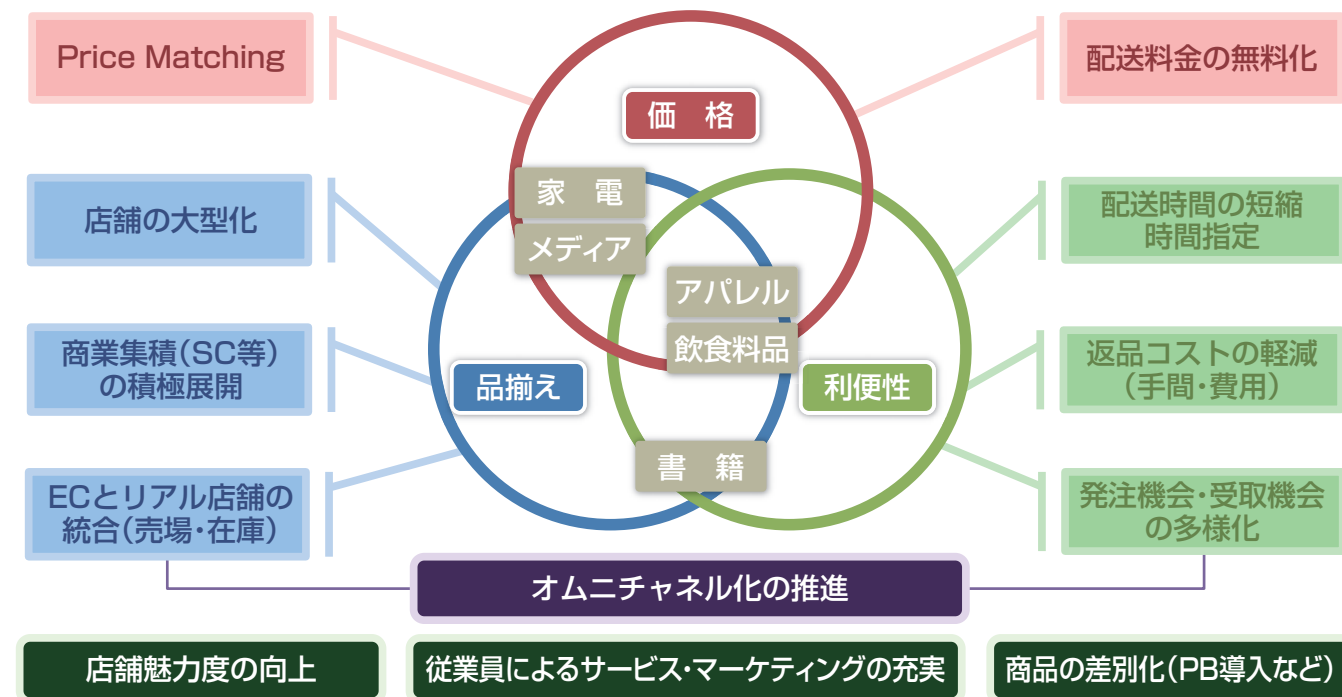 Price Matching
配送料金の無料化
価 格
家 電
メディア
店舗の大型化
配送時間の短縮
時間指定
アパレル
飲食料品
商業集積(SC等)
の積極展開
品揃え
利便性
返品コストの軽減
(手間・費用)
書 籍
ECとリアル店舗の
統合(売場・在庫)
発注機会・受取機会
の多様化
オムニチャネル化の推進
店舗魅力度の向上
従業員によるサービス・マーケティングの充実
商品の差別化(PB導入など)